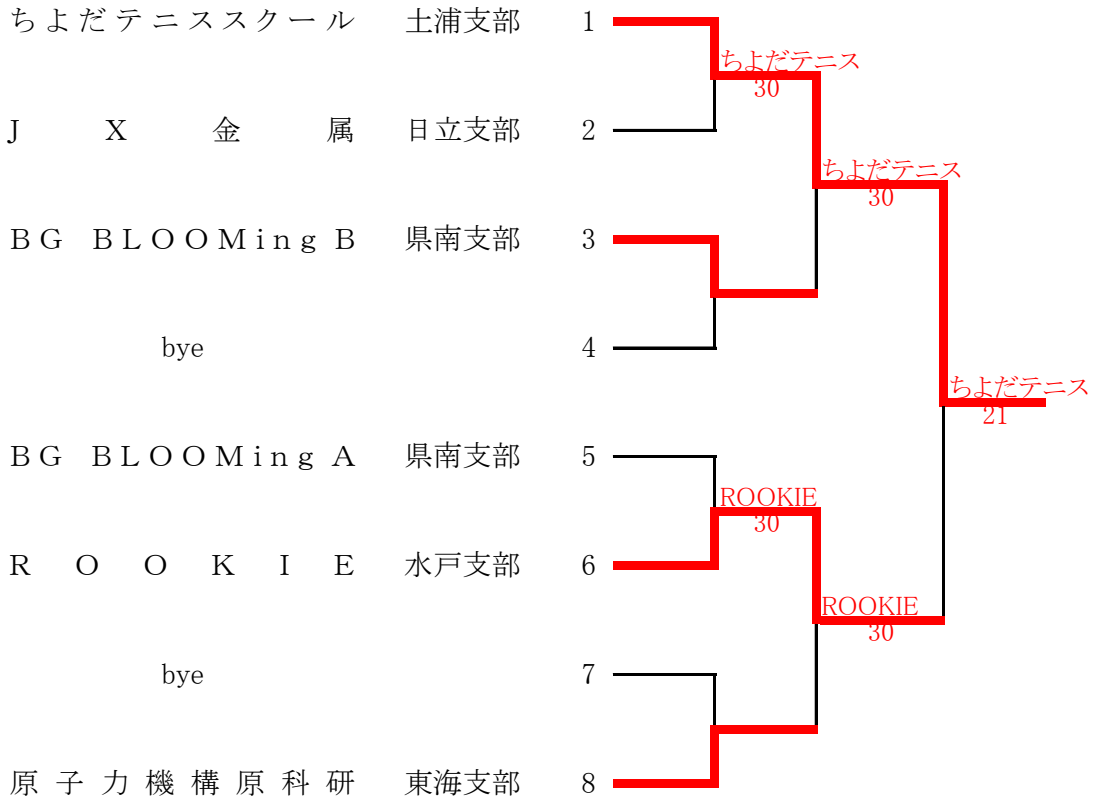 ちよだテニススクール 土浦支部 1
ちよだテニス
30
JX金属 日立支部 2
ちよだテニス
30
BG BLOOMing B 県南支部 3
bye 4
ちよだテニス
21
BG BLOOMing A 県南支部 5
ROOKIE
30
ROOKIE 水戸支部 6
ROOKIE
30
bye 7
原子力機構原科研 東海支部 8